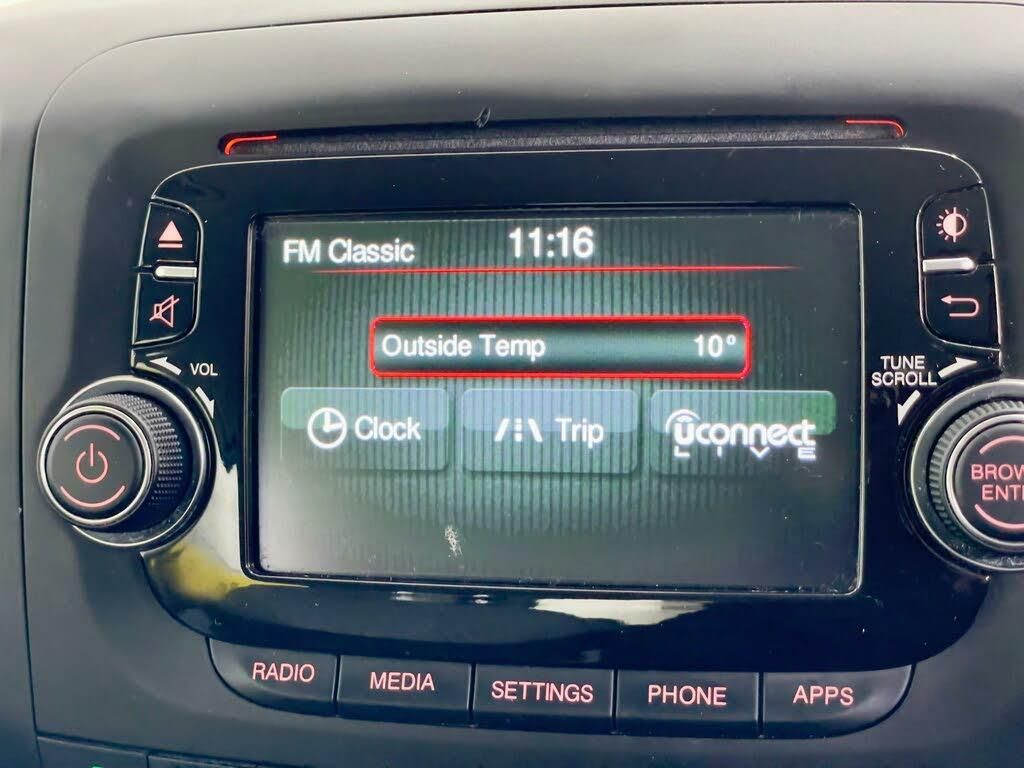 FM Classic
11:16
Outside Temp 10°
Clock
Trip
uconnect
LIVE
VOL
TUNE
SCROLL
RADIO
MEDIA
SETTINGS
PHONE
APPS